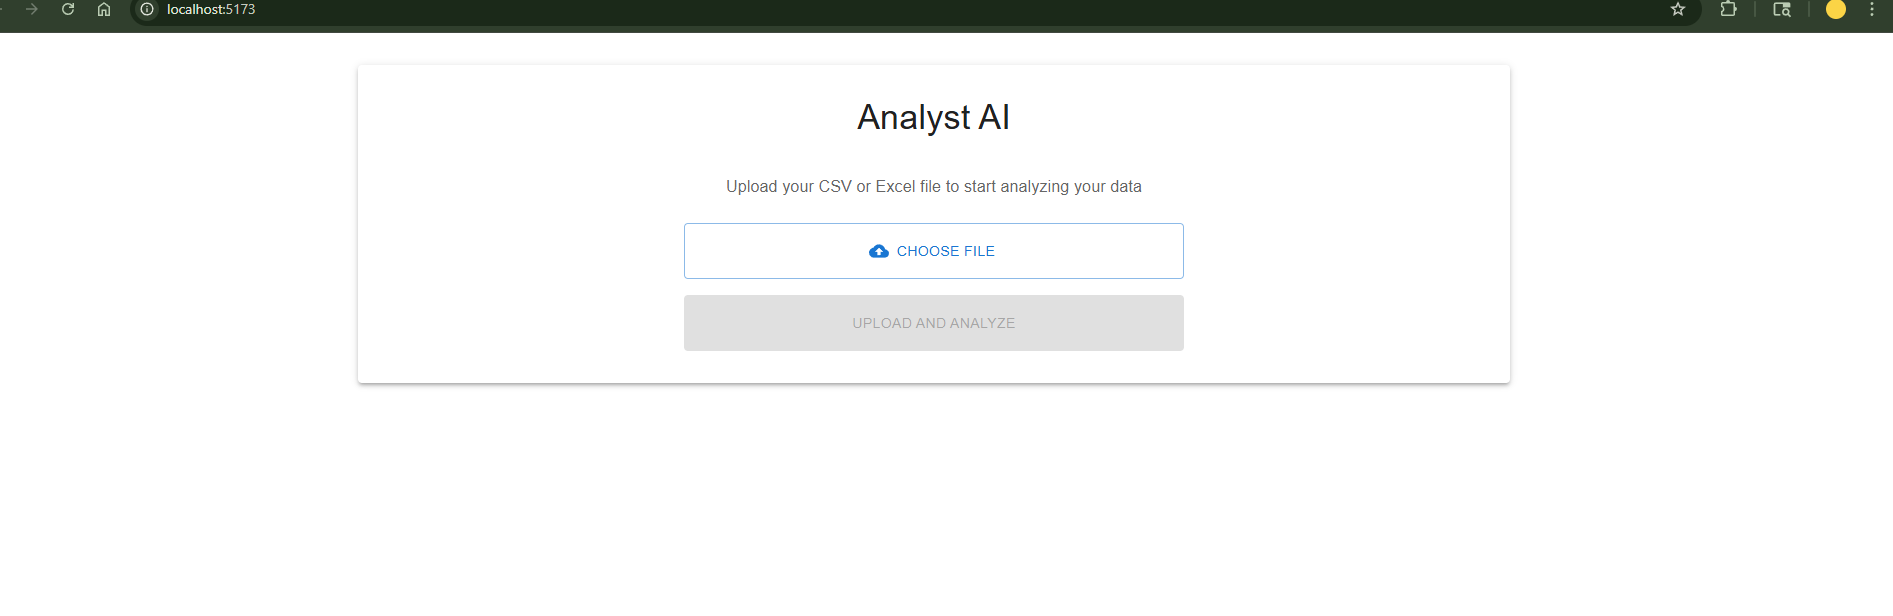 localhost:5173
Analyst AI
Upload your CSV or Excel file to start analyzing your data
CHOOSE FILE
UPLOAD AND ANALYZE